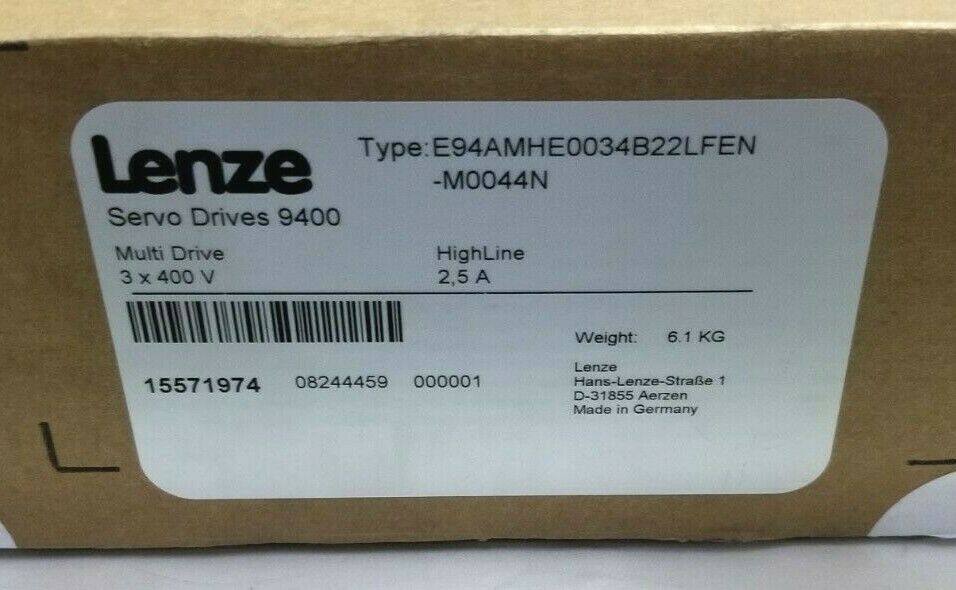 Lenze
Type:E94AMHE0034B22LFEN
-M0044N
Servo Drives 9400
Multi Drive HighLine
3 x 400 V 2,5 A
Weight: 6.1 KG
15571974 08244459 000001
Lenze
Hans-Lenze-Straße 1
D-31855 Aerzen
Made in Germany